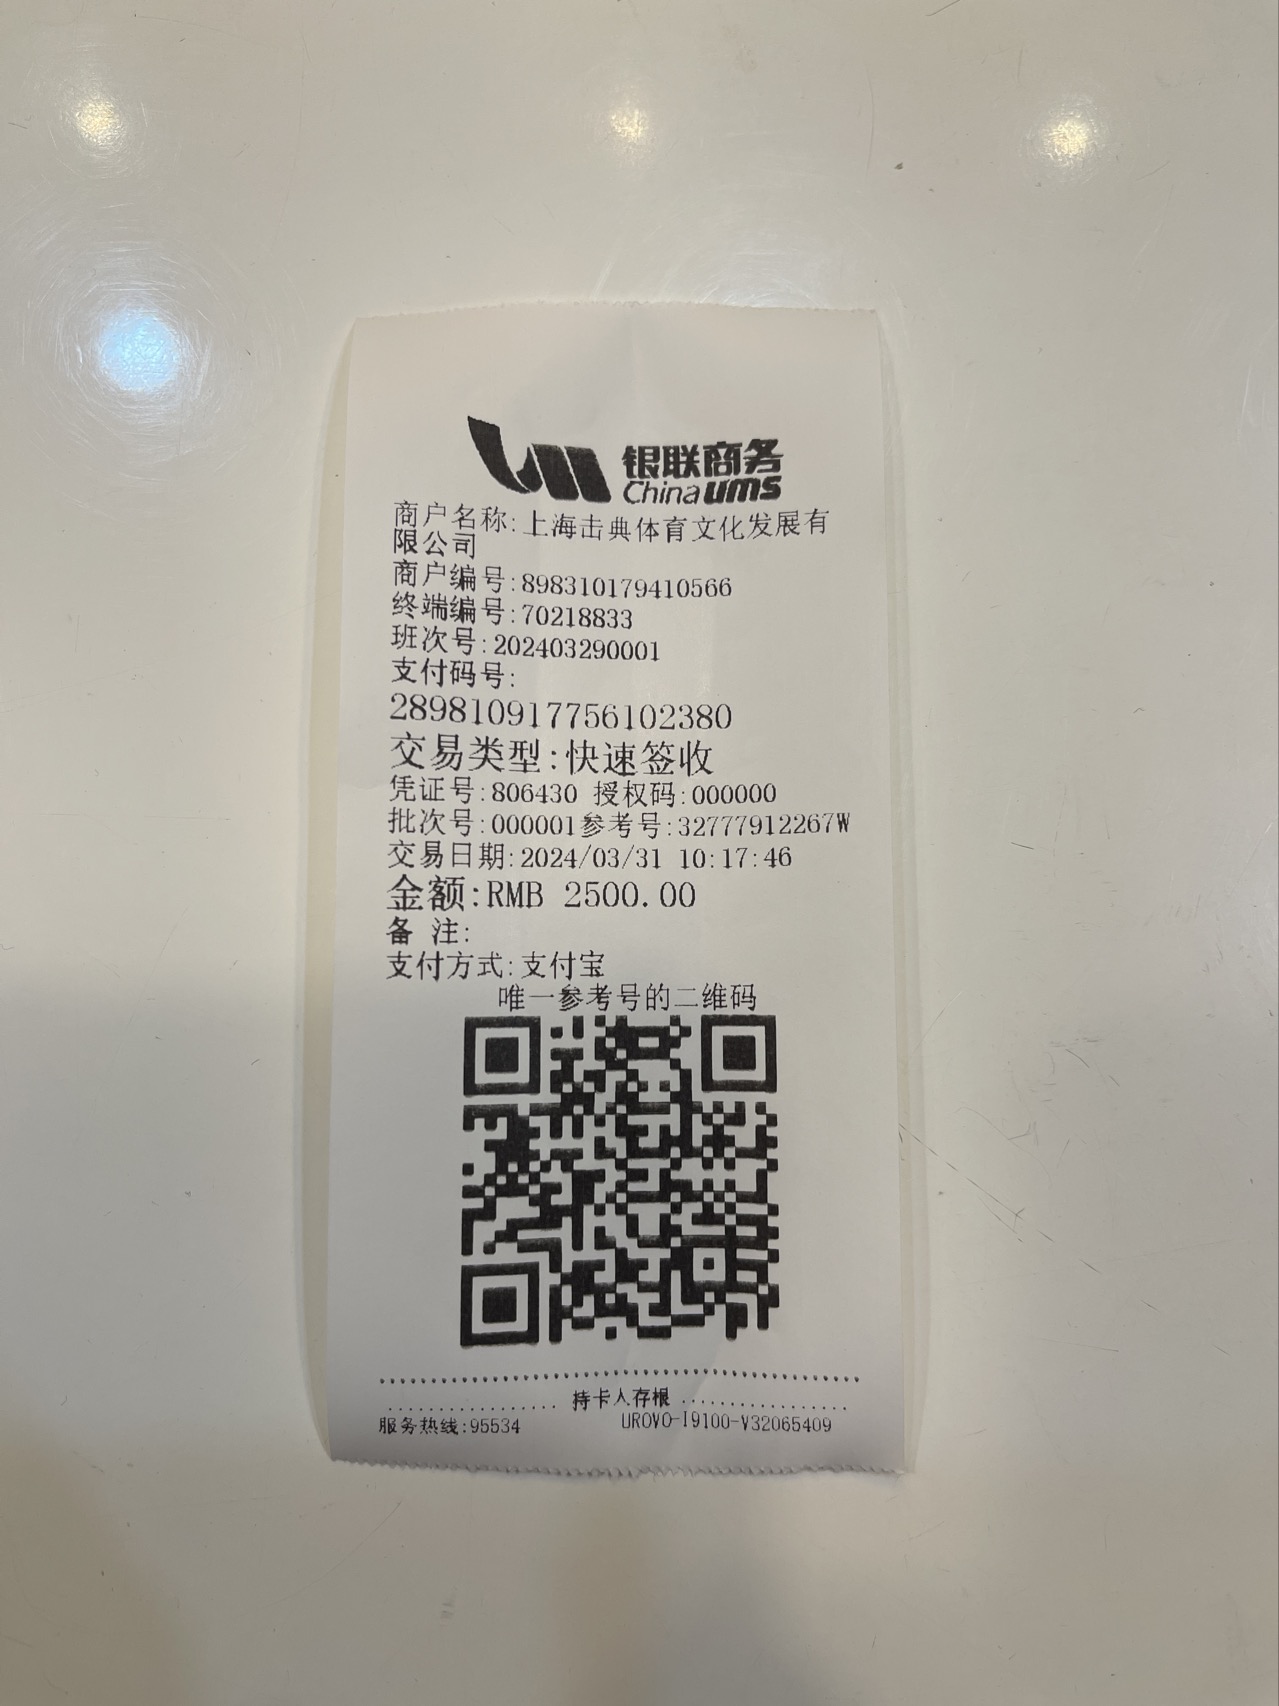 银联商务
Chinaums
商户名称:上海击典体育文化发展有
限公司
商户编号:898310179410566
终端编号:70218833
班次号:202403290001
支付码号:
289810917756102380
交易类型:快速签收
凭证号:806430 授权码:000000
批次号:000001参考号:32777912267W
交易日期:2024/03/31 10:17:46
金额:RMB 2500.00
备 注:
支付方式:支付宝
唯一参考号的二维码
持卡人存根
服务热线:95534 UROVO-I9100-V32065409